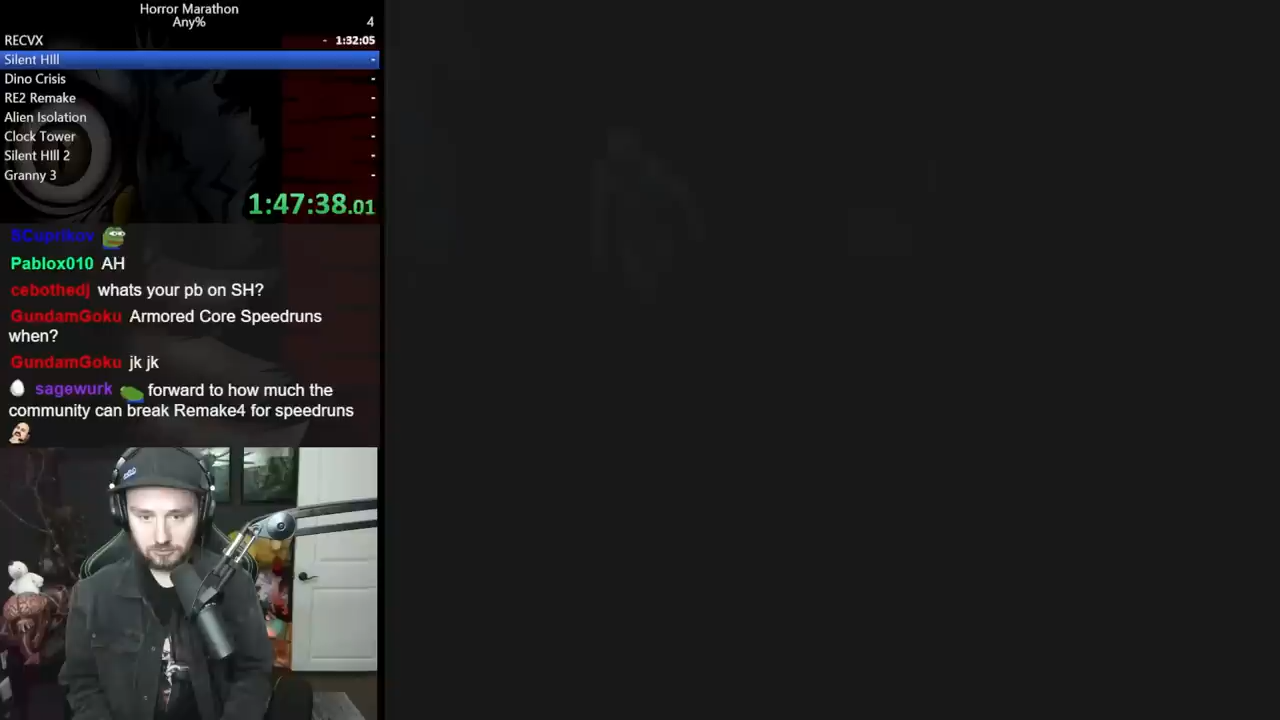 Horror Marathon
Any%
4
RECVX - 1:32:05
Silent HIll -
Dino Crisis -
RE2 Remake -
Alien Isolation -
Clock Tower -
Silent HIll 2 -
Granny 3 -
1:47:38.01
SCuprikov
Pablox010 AH
cebothedj whats your pb on SH?
GundamGoku Armored Core Speedruns
when?
GundamGoku jk jk
sagewurk forward to how much the
community can break Remake4 for speedruns